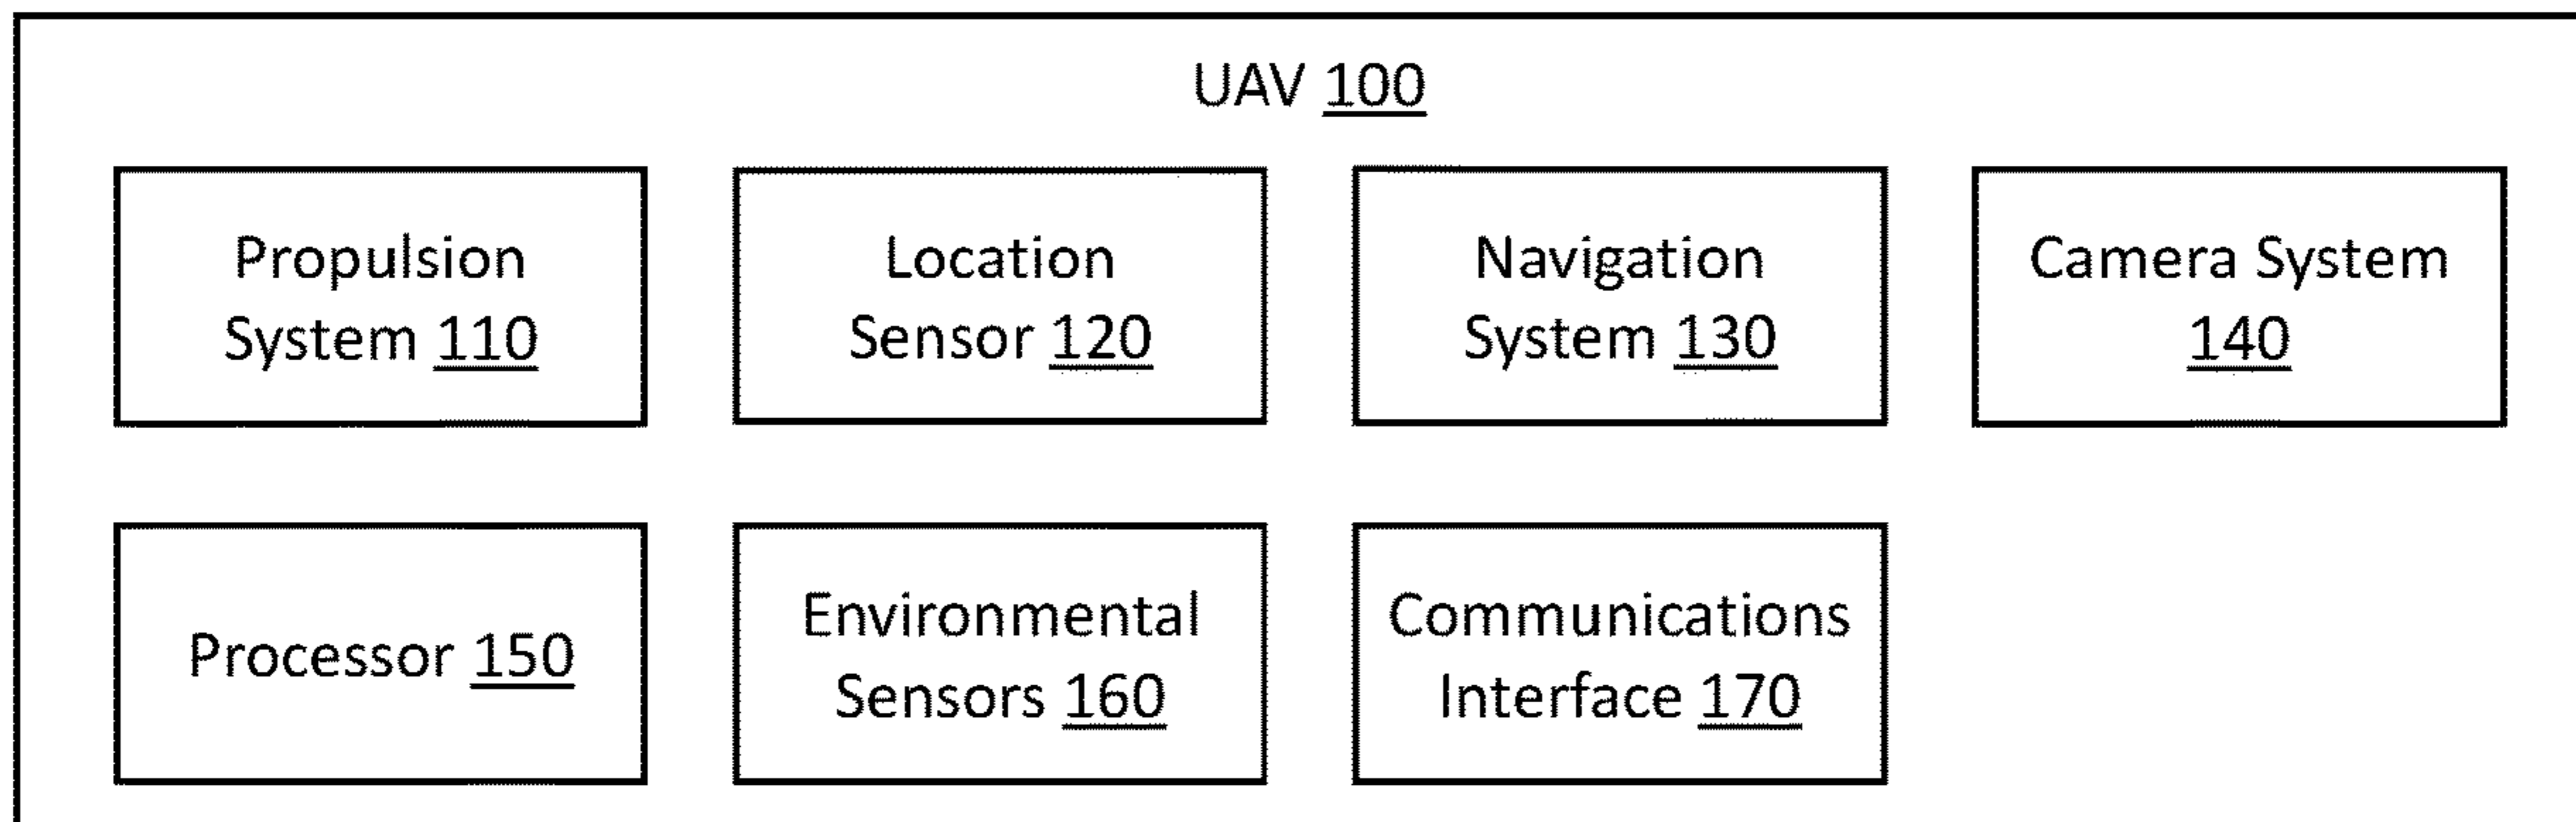 UAV 100
Propulsion
System 110
Location
Sensor 120
Navigation
System 130
Camera System
140
Processor 150
Environmental
Sensors 160
Communications
Interface 170